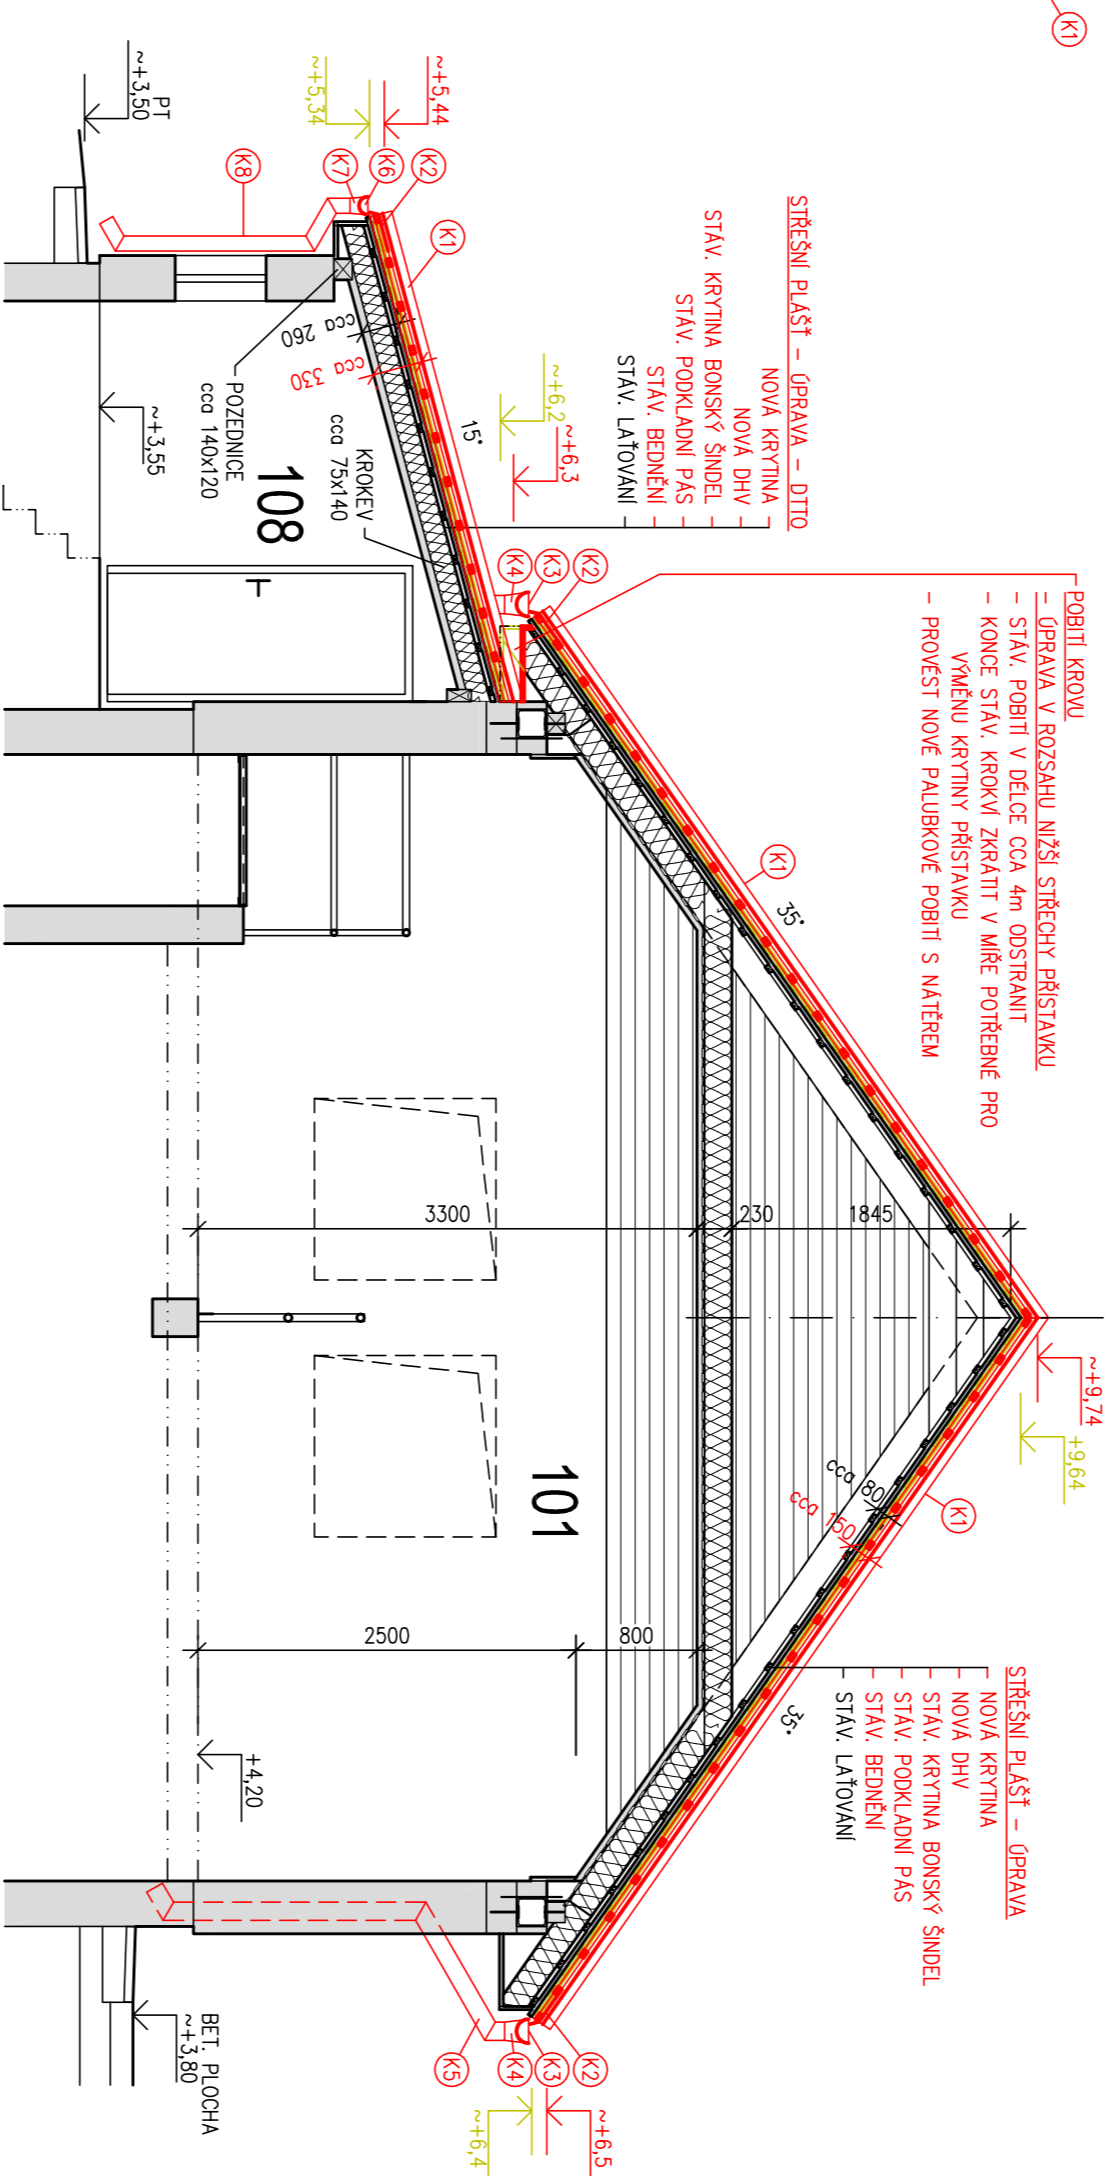 K1
POBITÍ KROVU
- ÚPRAVA V ROZSAHU NIŽŠÍ STŘECHY PŘÍSTAVKU
- STÁV. POBITÍ V DÉLCE CCA 4m ODSTRANIT
- KONCE STÁV. KROKVÍ ZKRÁTIT V MÍŘE POTŘEBNÉ PRO
VÝMĚNU KRYTINY PŘÍSTAVKU
- PROVÉST NOVÉ PALUBKOVÉ POBITÍ S NÁTĚREM
STŘEŠNÍ PLÁŠŤ - ÚPRAVA - DTTO
NOVÁ KRYTINA
NOVÁ DHV
STÁV. KRYTINA BONSKÝ ŠINDEL
STÁV. PODKLADNÍ PÁS
STÁV. BEDNĚNÍ
STÁV. LAŤOVÁNÍ
STŘEŠNÍ PLÁŠŤ - ÚPRAVA
NOVÁ KRYTINA
NOVÁ DHV
STÁV. KRYTINA BONSKÝ ŠINDEL
STÁV. PODKLADNÍ PÁS
STÁV. BEDNĚNÍ
STÁV. LAŤOVÁNÍ
~+9,74
+9,64
K1
K1
35°
35°
cca 80
cca 150
1845
230
3300
800
2500
101
+4,20
~+6,3
~+6,2
K2
K3
K4
15°
K1
~+5,44
~+5,34
K2
K6
K7
K8
cca 260
cca 330
KROKEV
cca 75x140
POZEDNICE
cca 140x120
108
~+3,55
PT
~+3,50
K2
K3
K4
K5
~+6,5
~+6,4
BET. PLOCHA
~+3,80